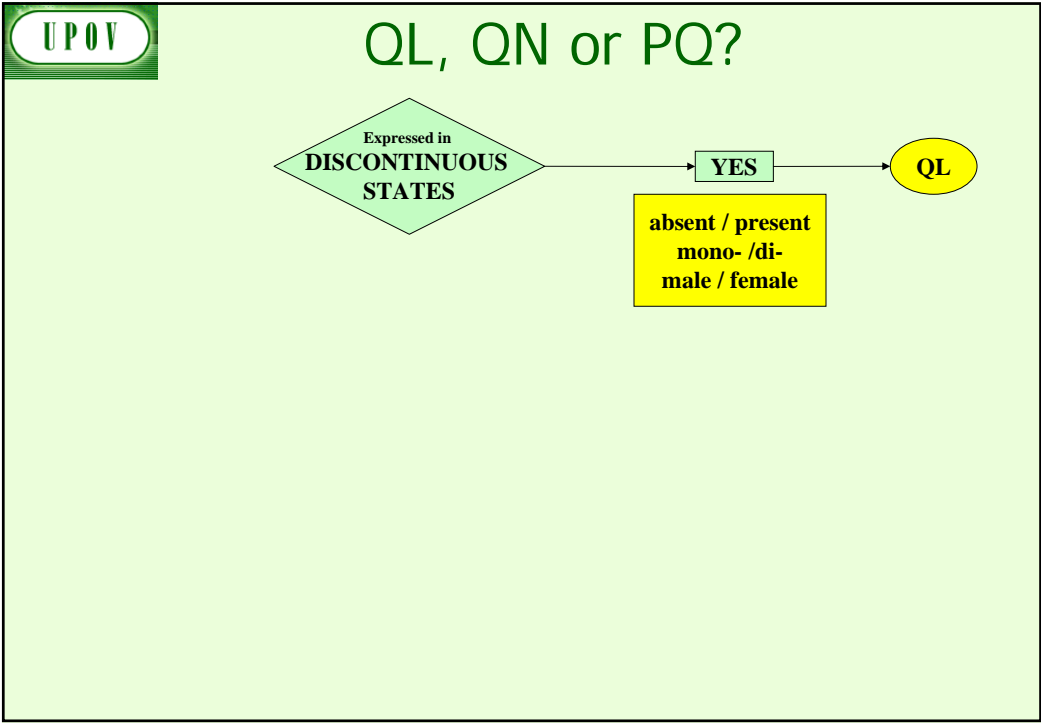 UPOV
QL, QN or PQ?
Expressed in
DISCONTINUOUS
STATES
YES
QL
absent / present
mono- /di-
male / female